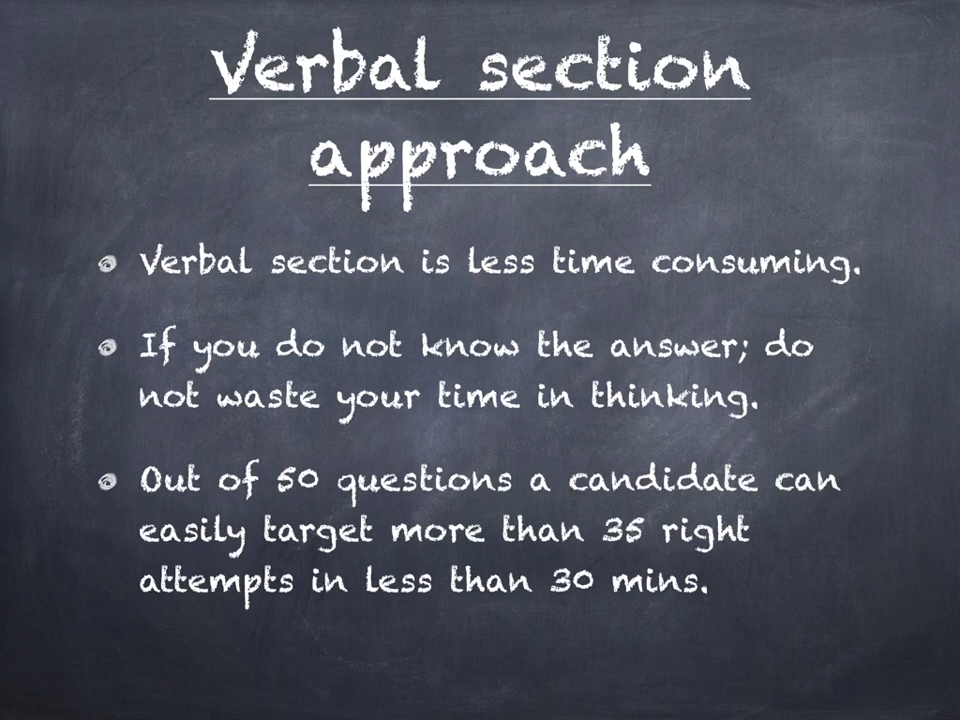 Verbal section
approach
Verbal section is less time consuming.
If you do not know the answer; do
not waste your time in thinking.
Out of 50 questions a candidate can
easily target more than 35 right
attempts in less than 30 mins.